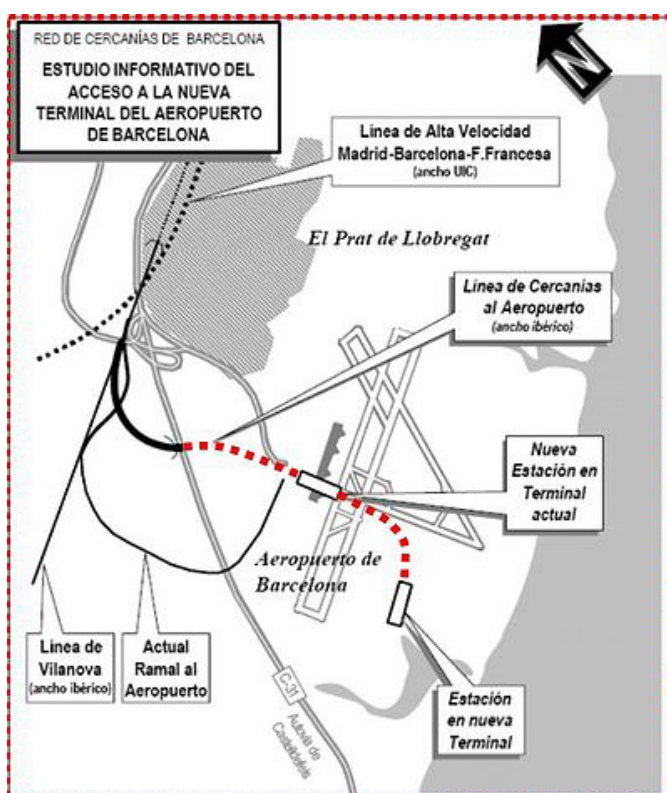 RED DE CERCANÍAS DE BARCELONA
ESTUDIO INFORMATIVO DEL
ACCESO A LA NUEVA
TERMINAL DEL AEROPUERTO
DE BARCELONA
N
Línea de Alta Velocidad
Madrid-Barcelona-F.Francesa
(ancho UIC)
El Prat de Llobregat
Línea de Cercanías
al Aeropuerto
(ancho ibérico)
Nueva
Estación en
Terminal
actual
Aeropuerto de
Barcelona
Línea de
Vilanova
(ancho ibérico)
Actual
Ramal al
Aeropuerto
C-31
Autovía de
Castelldefels
Estación
en nueva
Terminal